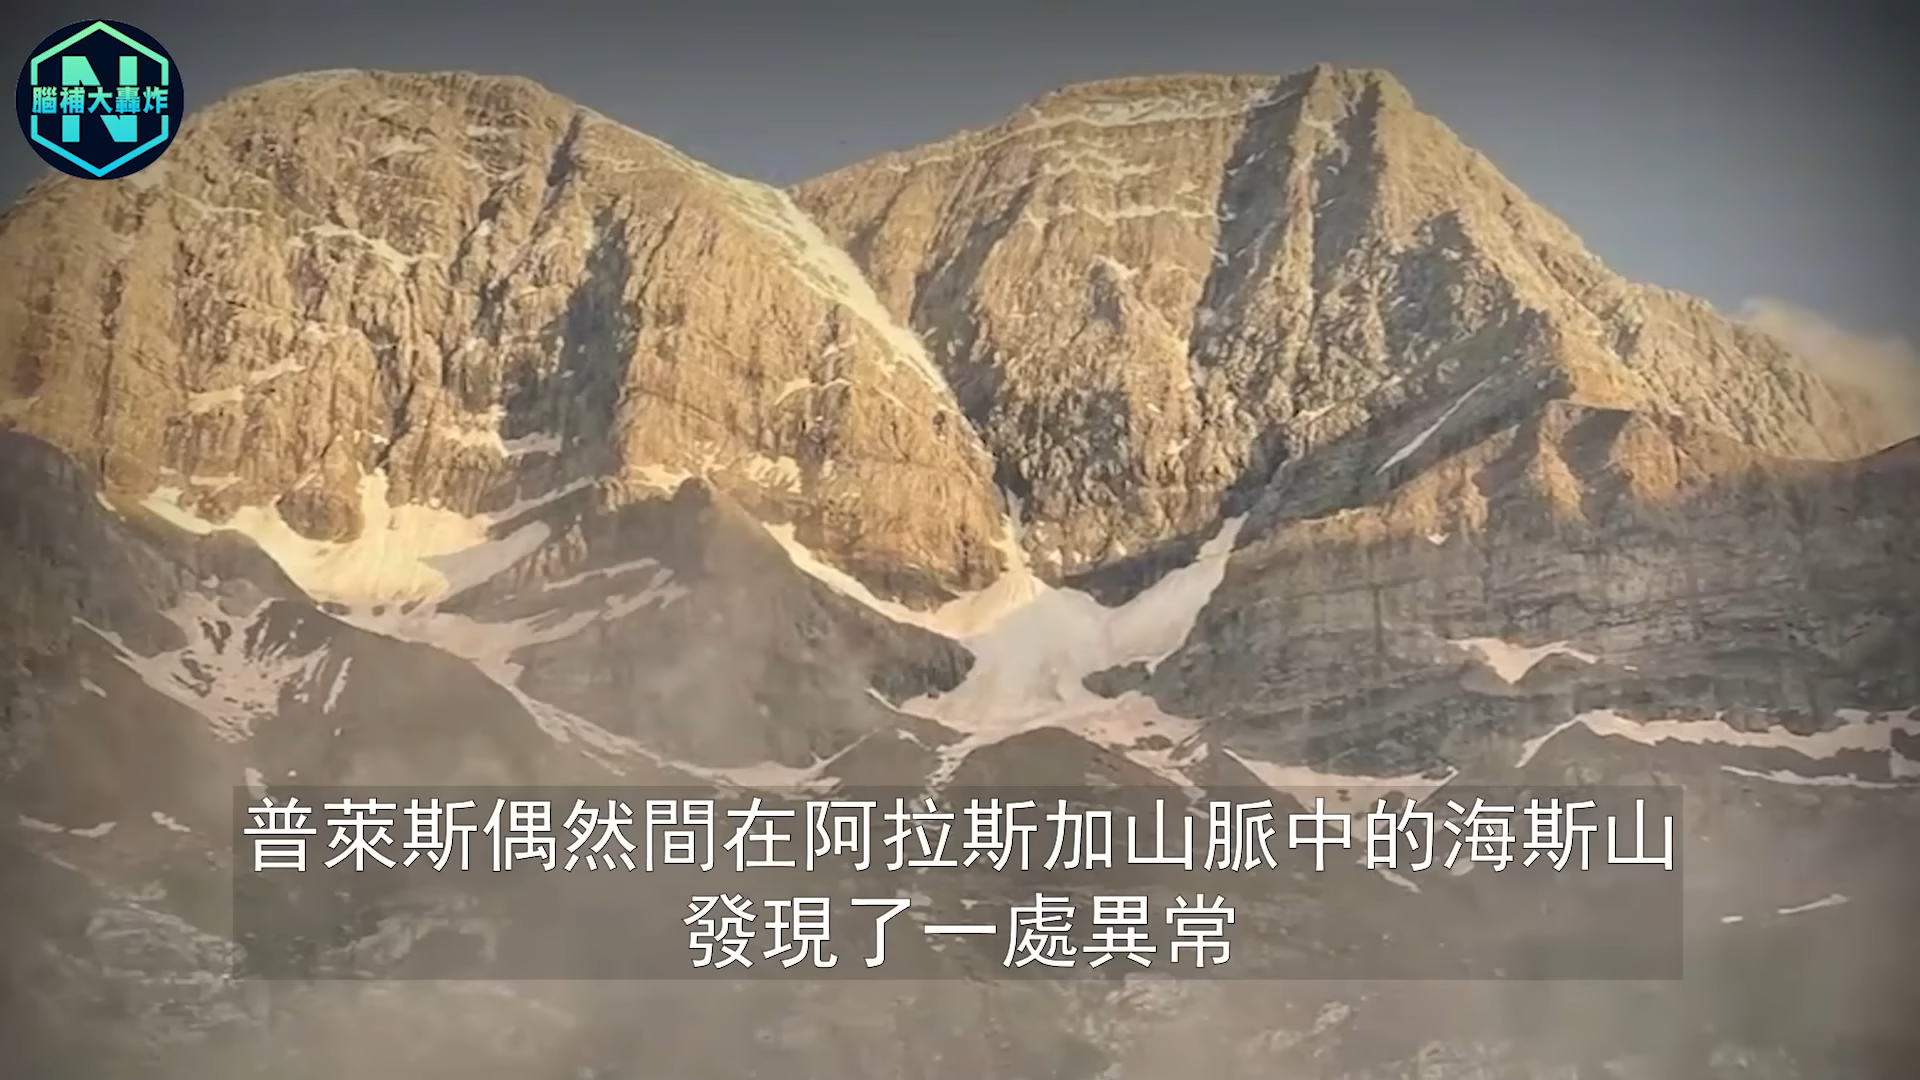 腦補大轟炸
普萊斯偶然間在阿拉斯加山脈中的海斯山
發現了一處異常